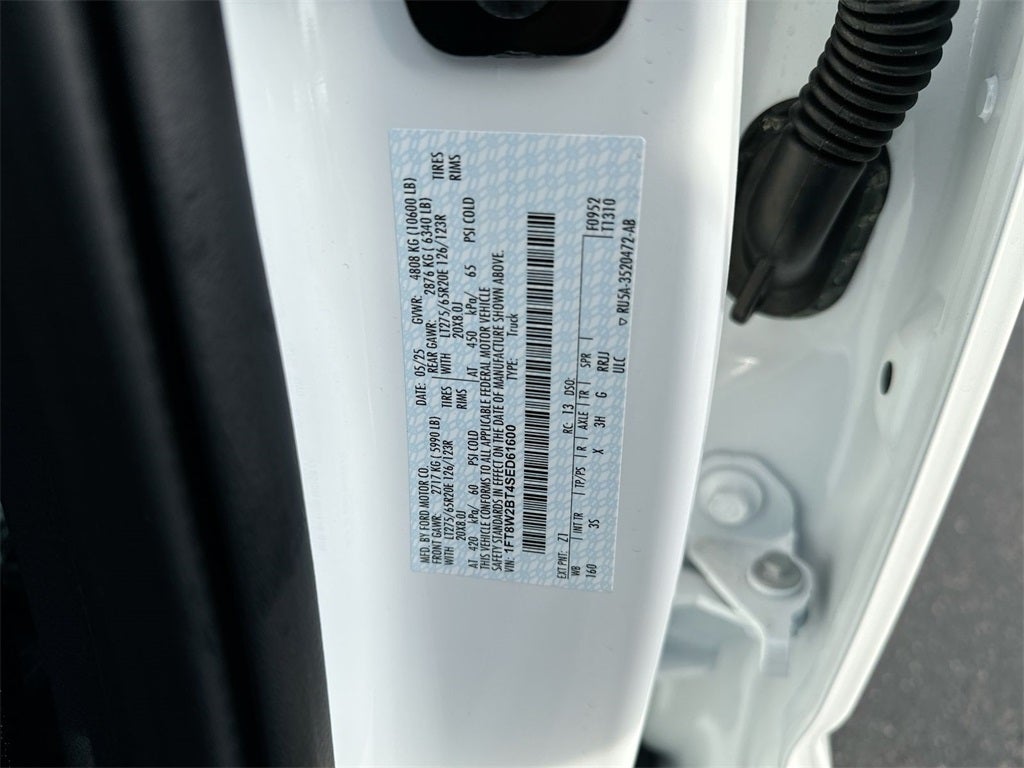 MFD. BY FORD MOTOR CO. DATE: 05/25 GVWR: 4808 KG (10600 LB)
FRONT GAWR: 2717 KG ( 5990 LB) REAR GAWR: 2876 KG ( 6340 LB)
WITH LT275/65R20E 126/123R TIRES WITH LT275/65R20E 126/123R TIRES
20X8.0J RIMS 20X8.0J RIMS
AT 420 kPa/ 60 PSI COLD AT 450 kPa/ 65 PSI COLD
THIS VEHICLE CONFORMS TO ALL APPLICABLE FEDERAL MOTOR VEHICLE
SAFETY STANDARDS IN EFFECT ON THE DATE OF MANUFACTURE SHOWN ABOVE.
VIN: 1FT8W2BT4SED61600 TYPE: Truck
F0952
T1310
EXT PNT: Z1 RC: 13 DSO:
WB INT TR TP/PS R AXLE TR SPR
160 3S X 3H G RRJJ
ULC ▽ RU5A-3520472-AB